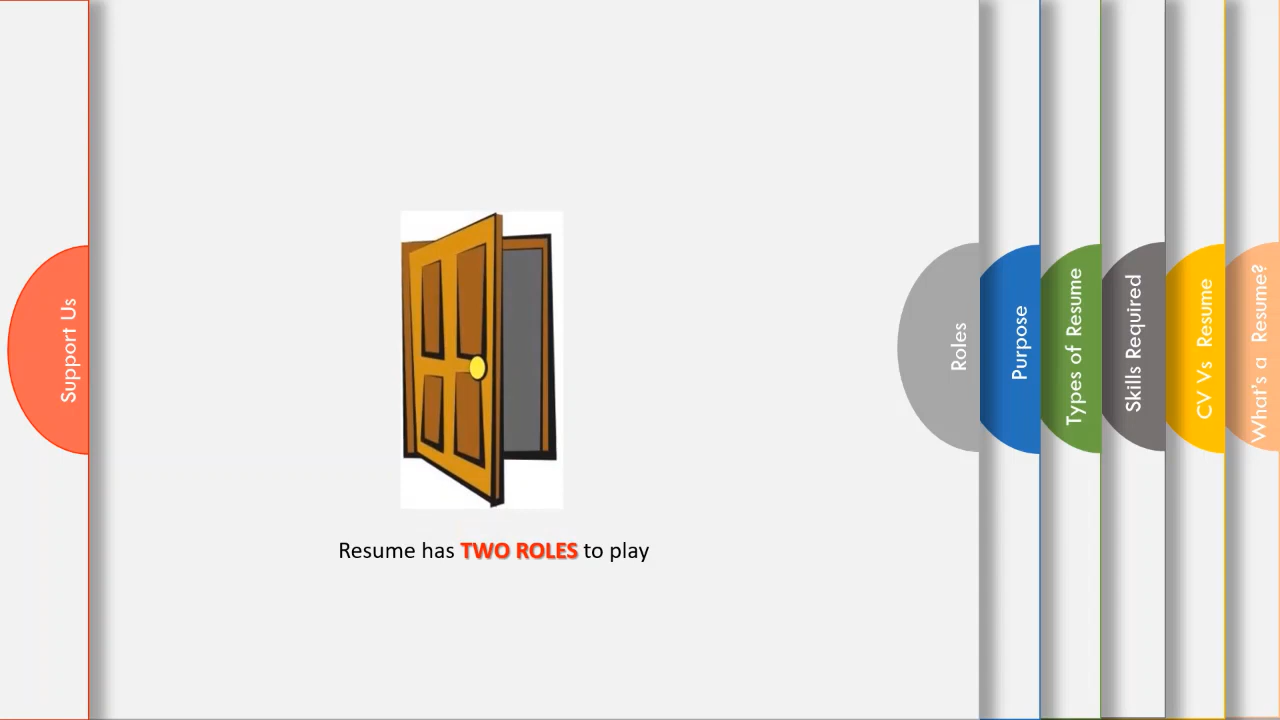 Support Us
Resume has TWO ROLES to play
Roles
Purpose
Types of Resume
Skills Required
CV Vs Resume
What's a Resume?